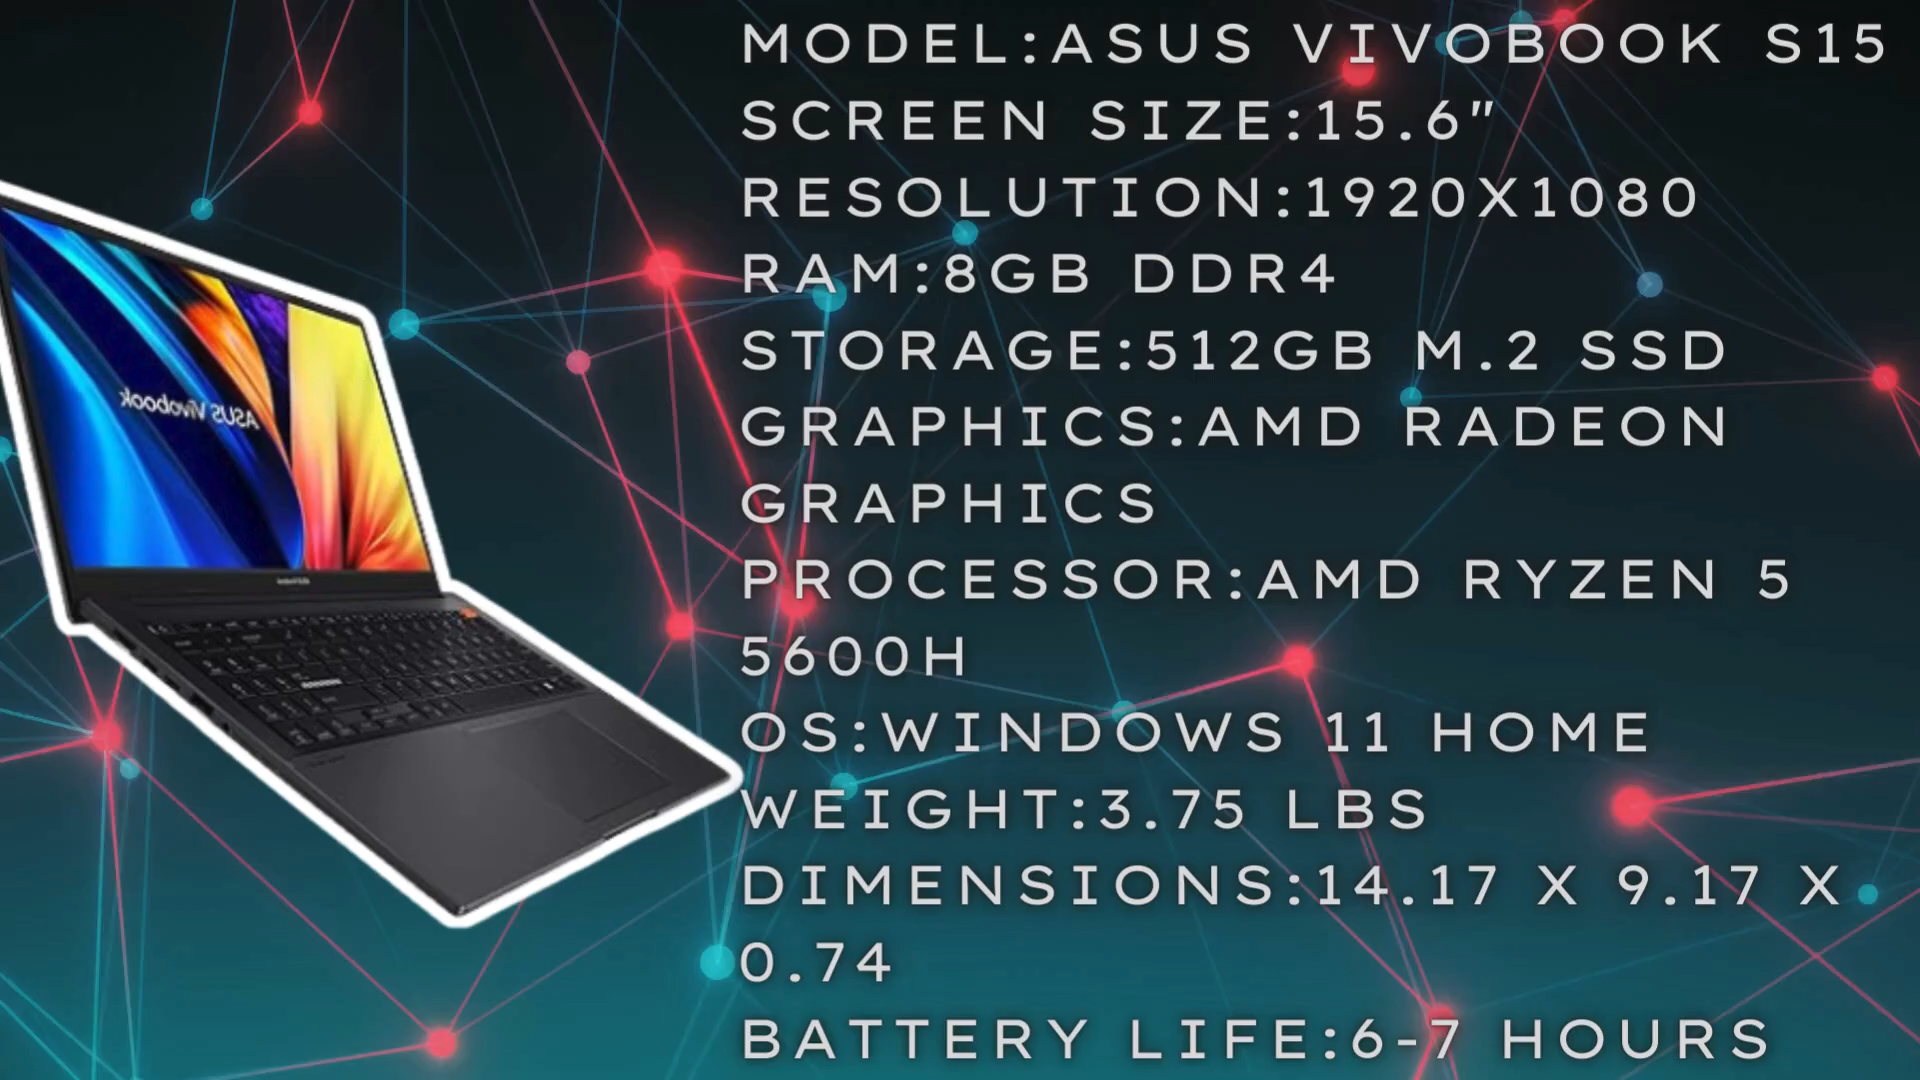 MODEL:ASUS VIVOBOOK S15
SCREEN SIZE:15.6"
RESOLUTION:1920X1080
RAM:8GB DDR4
STORAGE:512GB M.2 SSD
GRAPHICS:AMD RADEON
GRAPHICS
PROCESSOR:AMD RYZEN 5
5600H
OS:WINDOWS 11 HOME
WEIGHT:3.75 LBS
DIMENSIONS:14.17 X 9.17 X
0.74
BATTERY LIFE:6-7 HOURS
ASUS Vivobook